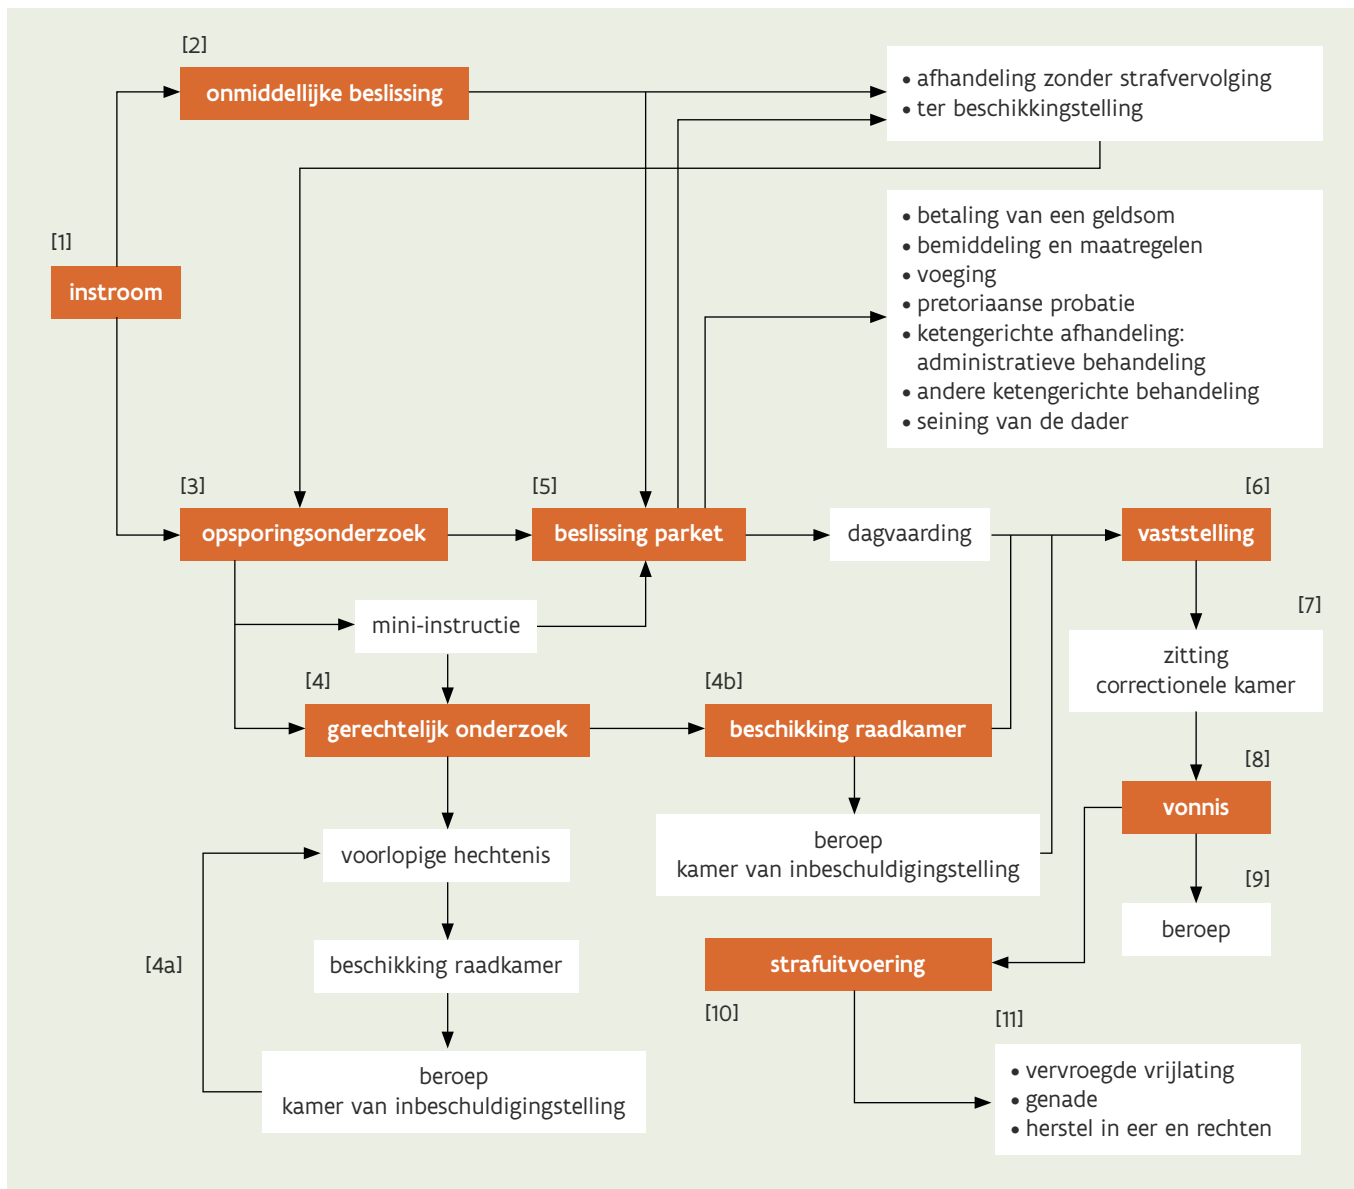 [2]
onmiddellijke beslissing
• afhandeling zonder strafvervolging
• ter beschikkingstelling
[1]
instroom
• betaling van een geldsom
• bemiddeling en maatregelen
• voeging
• pretoriaanse probatie
• ketengerichte afhandeling:
administratieve behandeling
• andere ketengerichte behandeling
• seining van de dader
[3]
opsporingsonderzoek
[5]
beslissing parket
dagvaarding
[6]
vaststelling
mini-instructie
[7]
zitting
correctionele kamer
[4]
gerechtelijk onderzoek
[4b]
beschikking raadkamer
[8]
vonnis
voorlopige hechtenis
beroep
kamer van inbeschuldigingstelling
[9]
beroep
[4a]
beschikking raadkamer
strafuitvoering
[10]
[11]
beroep
kamer van inbeschuldigingstelling
• vervroegde vrijlating
• genade
• herstel in eer en rechten